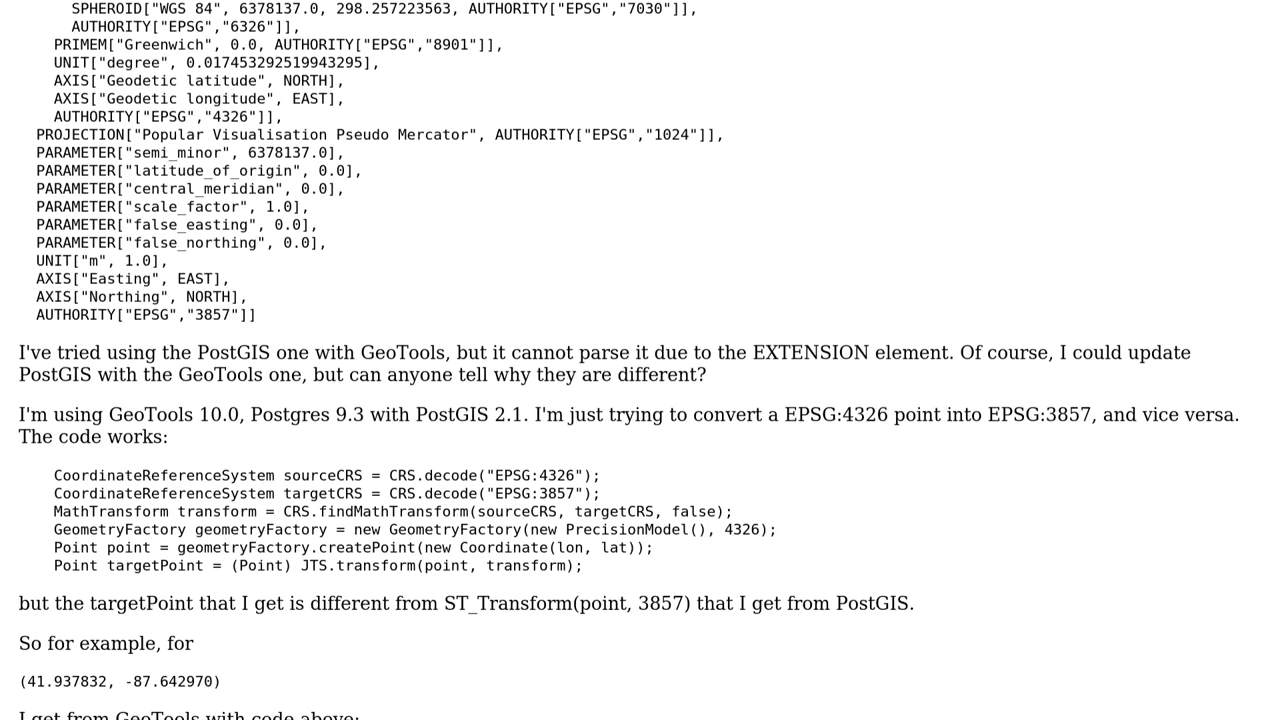 SPHEROID["WGS 84", 6378137.0, 298.257223563, AUTHORITY["EPSG","7030"]],
AUTHORITY["EPSG","6326"]],
PRIMEM["Greenwich", 0.0, AUTHORITY["EPSG","8901"]],
UNIT["degree", 0.017453292519943295],
AXIS["Geodetic latitude", NORTH],
AXIS["Geodetic longitude", EAST],
AUTHORITY["EPSG","4326"]],
PROJECTION["Popular Visualisation Pseudo Mercator", AUTHORITY["EPSG","1024"]],
PARAMETER["semi_minor", 6378137.0],
PARAMETER["latitude_of_origin", 0.0],
PARAMETER["central_meridian", 0.0],
PARAMETER["scale_factor", 1.0],
PARAMETER["false_easting", 0.0],
PARAMETER["false_northing", 0.0],
UNIT["m", 1.0],
AXIS["Easting", EAST],
AXIS["Northing", NORTH],
AUTHORITY["EPSG","3857"]]
I've tried using the PostGIS one with GeoTools, but it cannot parse it due to the EXTENSION element. Of course, I could update
PostGIS with the GeoTools one, but can anyone tell why they are different?
I'm using GeoTools 10.0, Postgres 9.3 with PostGIS 2.1. I'm just trying to convert a EPSG:4326 point into EPSG:3857, and vice versa.
The code works:
CoordinateReferenceSystem sourceCRS = CRS.decode("EPSG:4326");
CoordinateReferenceSystem targetCRS = CRS.decode("EPSG:3857");
MathTransform transform = CRS.findMathTransform(sourceCRS, targetCRS, false);
GeometryFactory geometryFactory = new GeometryFactory(new PrecisionModel(), 4326);
Point point = geometryFactory.createPoint(new Coordinate(lon, lat));
Point targetPoint = (Point) JTS.transform(point, transform);
but the targetPoint that I get is different from ST_Transform(point, 3857) that I get from PostGIS.
So for example, for
(41.937832, -87.642970)
I get from GeoTools with code above: